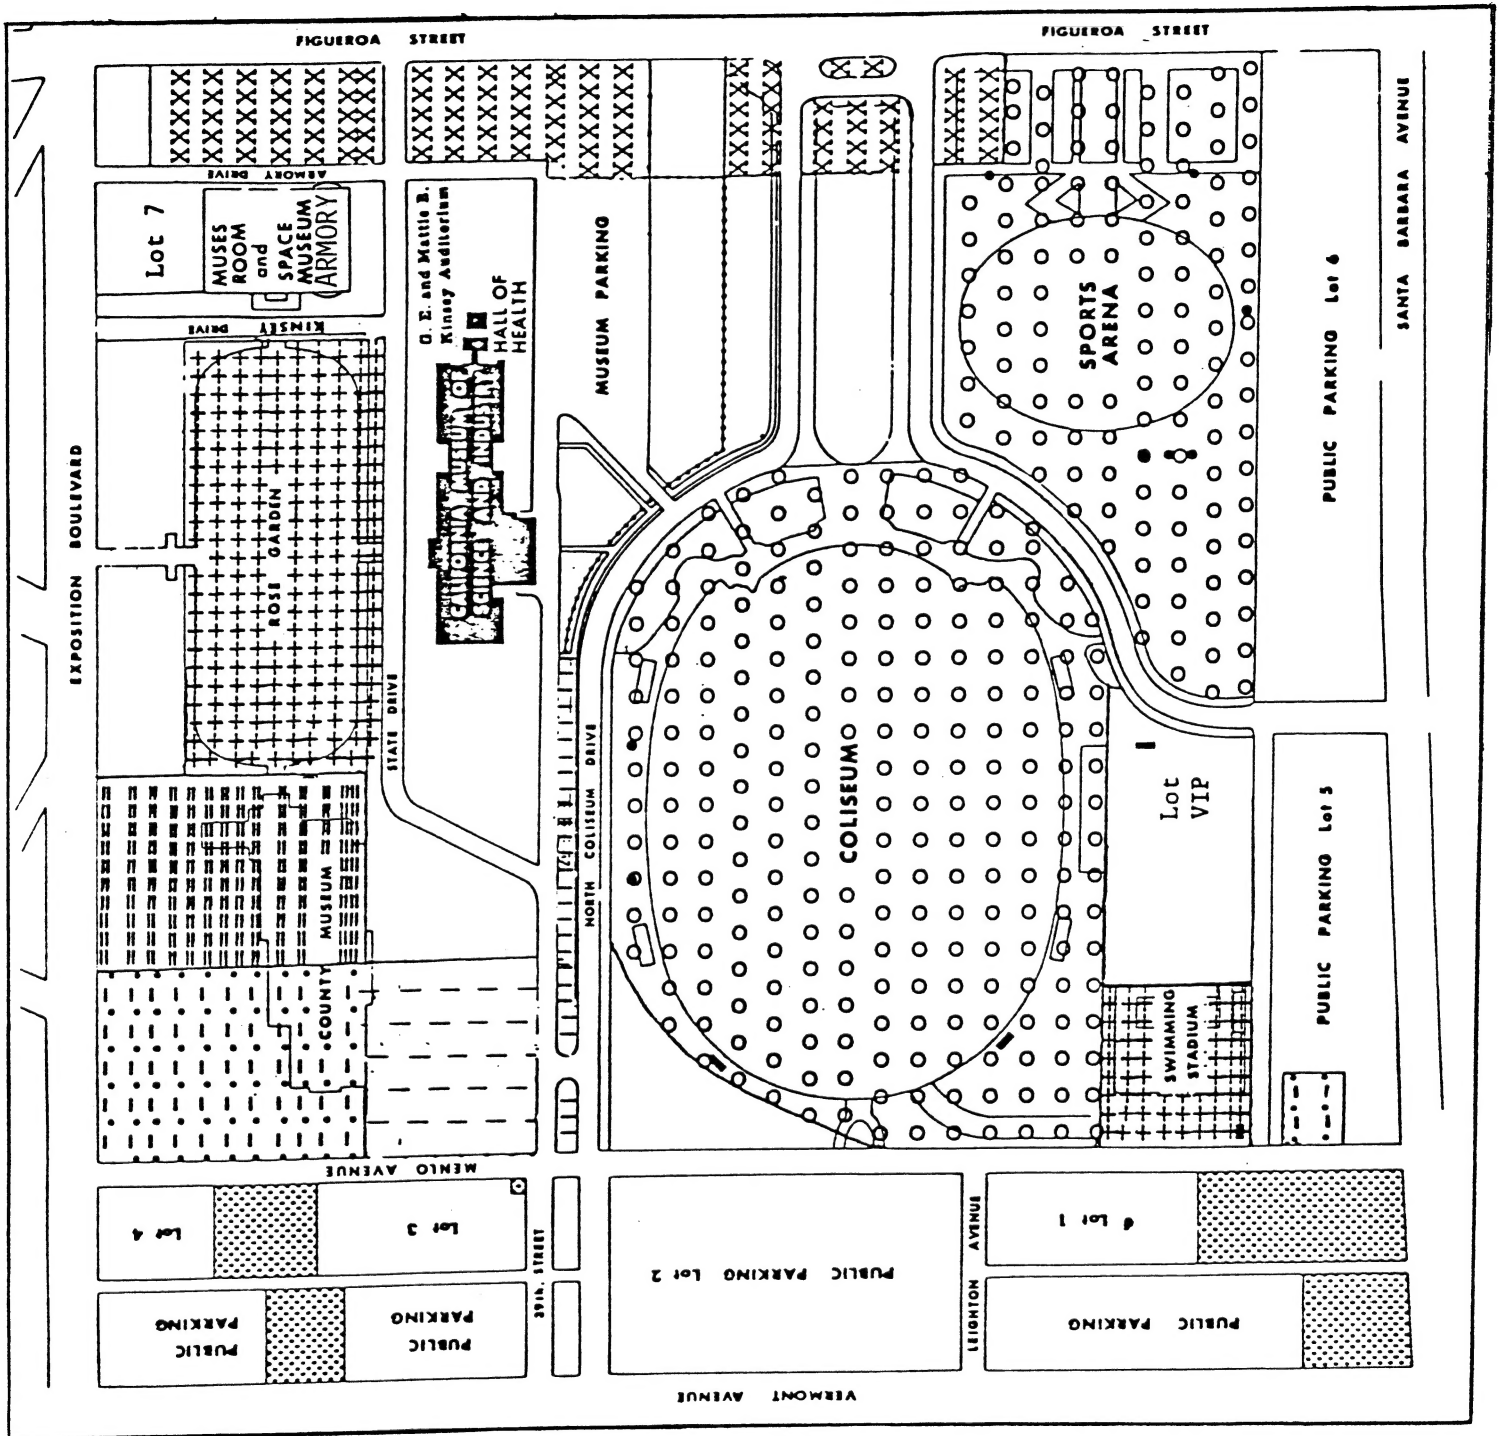 FIGUEROA STREET
FIGUEROA STREET
SANTA BARBARA AVENUE
ARMORY DRIVE
Lot 7
MUSES
ROOM
and
SPACE
MUSEUM
ARMORY
KINSEY DRIVE
G. E. and Mattie B.
Kinsey Auditorium
HALL OF
HEALTH
CALIFORNIA MUSEUM OF
SCIENCE AND INDUSTRY
MUSEUM PARKING
SPORTS
ARENA
PUBLIC PARKING Lot 6
EXPOSITION BOULEVARD
ROSE GARDEN
STATE DRIVE
NORTH COLISEUM DRIVE
COLISEUM
Lot
VIP
PUBLIC PARKING Lot 5
COUNTY MUSEUM
SWIMMING
STADIUM
MENLO AVENUE
Lot 4
Lot 3
39th. STREET
PUBLIC PARKING Lot 2
LEIGHTON AVENUE
Lot 1
PUBLIC
PARKING
PUBLIC
PARKING
PUBLIC PARKING
VERMONT AVENUE